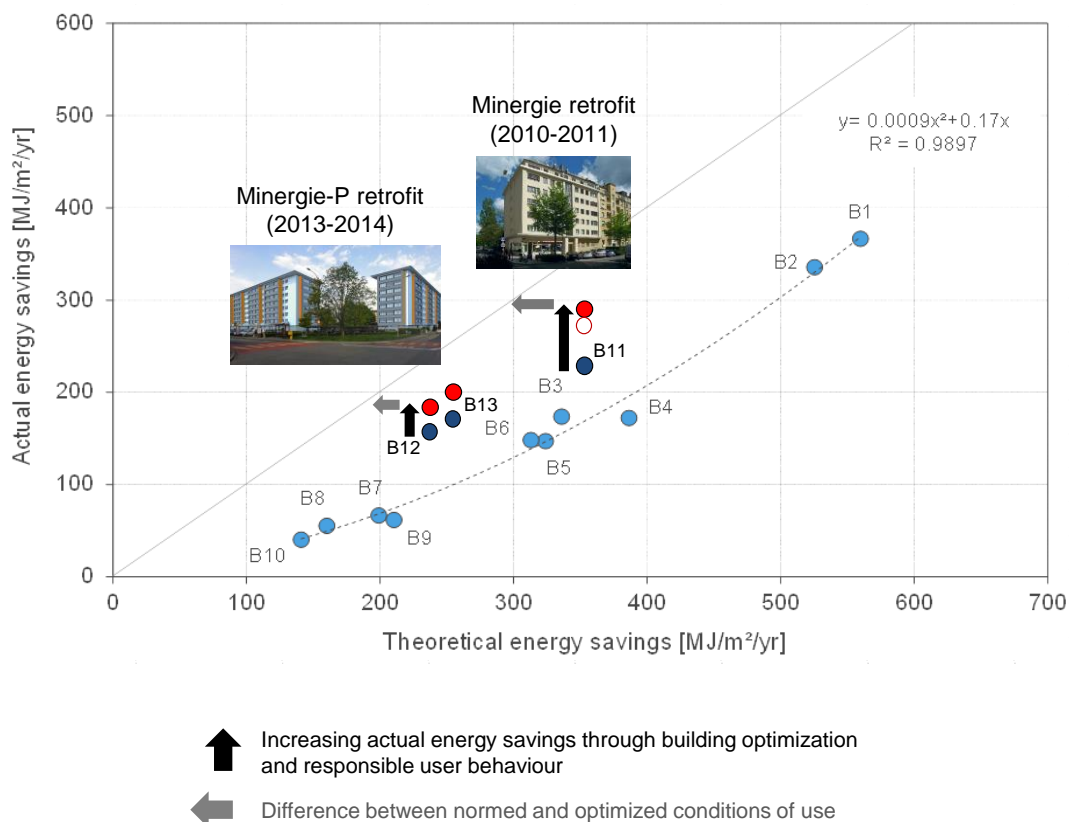 600
500
400
300
200
100
0
Actual energy savings [MJ/m²/yr]
Minergie retrofit
(2010-2011)
Minergie-P retrofit
(2013-2014)
y= 0.0009x²+0.17x
R² = 0.9897
B1
B2
B11
B3
B4
B13
B6
B12
B5
B7
B8
B9
B10
0 100 200 300 400 500 600 700
Theoretical energy savings [MJ/m²/yr]
Increasing actual energy savings through building optimization
and responsible user behaviour
Difference between normed and optimized conditions of use